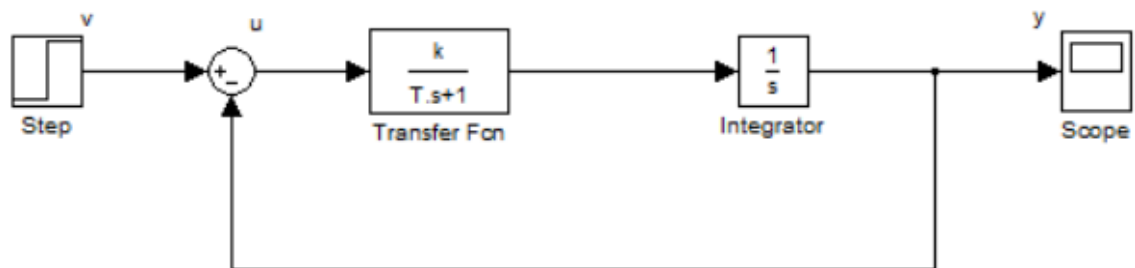 v
u
y
+
−
k
T.s+1
1
s
Step
Transfer Fcn
Integrator
Scope